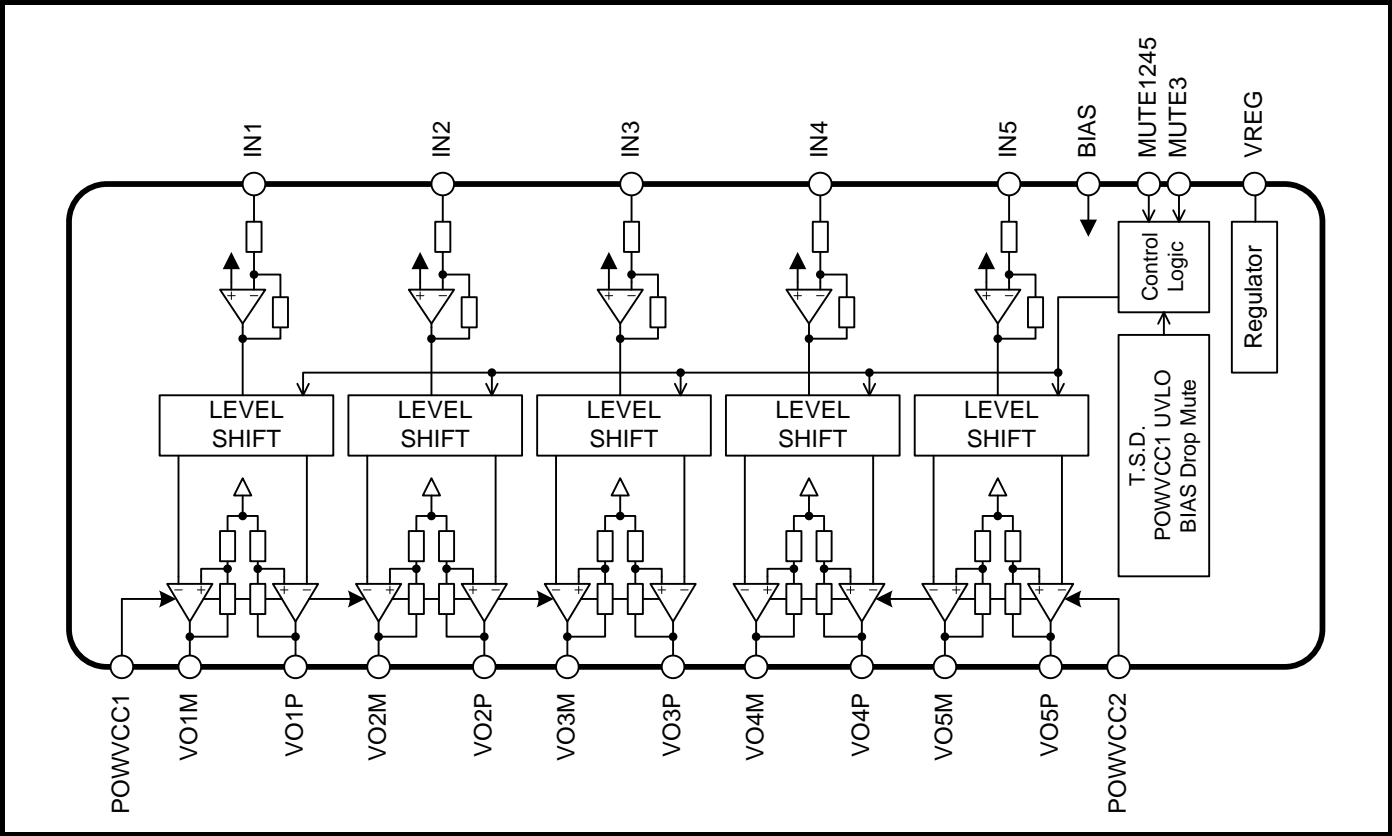 IN1
IN2
IN3
IN4
IN5
BIAS
MUTE1245
MUTE3
VREG
+ −
+ −
+ −
+ −
+ −
Control
Logic
Regulator
LEVEL
SHIFT
LEVEL
SHIFT
LEVEL
SHIFT
LEVEL
SHIFT
LEVEL
SHIFT
T.S.D.
POWVCC1 UVLO
BIAS Drop Mute
− +
+ −
− +
+ −
− +
+ −
− +
+ −
− +
+ −
POWVCC1
VO1M
VO1P
VO2M
VO2P
VO3M
VO3P
VO4M
VO4P
VO5M
VO5P
POWVCC2